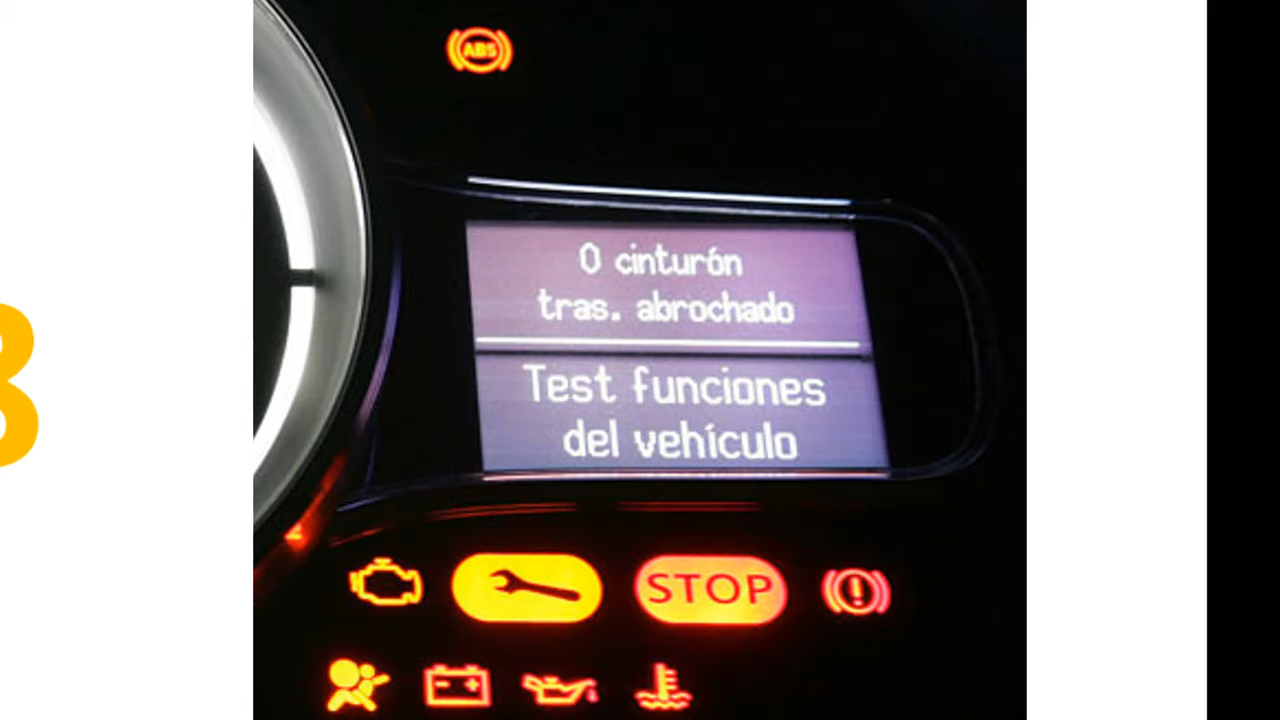 ABS
0 cinturón
tras. abrochado
Test funciones
del vehículo
STOP